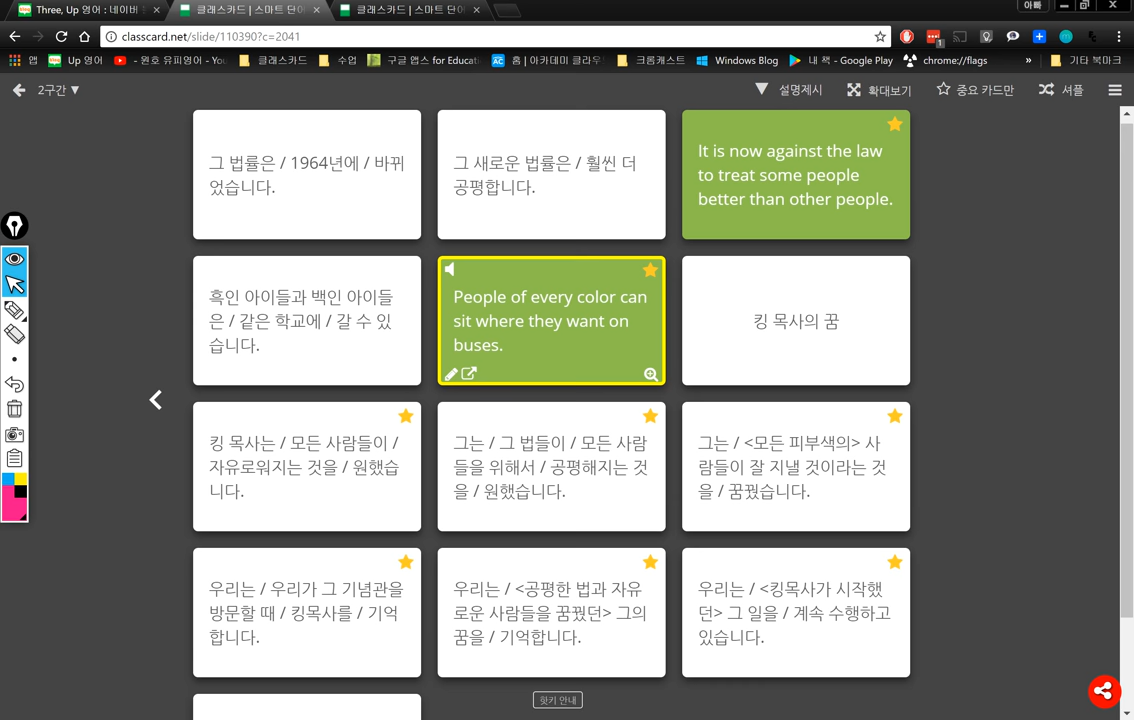 Three, Up 영어 : 네이버
클래스카드 | 스마트 단어
클래스카드 | 스마트 단어
아빠
classcard.net/slide/110390?c=2041
1
앱
Up 영어
- 원호 유피영어 - You
클래스카드
수업
구글 앱스 for Educati
홈 | 아카데미 클라우
크롬캐스트
Windows Blog
내 책 - Google Play
chrome://flags
»
기타 북마크
2구간 ▼
▼ 설명제시
확대보기
중요 카드만
셔플
그 법률은 / 1964년에 / 바뀌
었습니다.
그 새로운 법률은 / 훨씬 더
공평합니다.
It is now against the law
to treat some people
better than other people.
흑인 아이들과 백인 아이들
은 / 같은 학교에 / 갈 수 있
습니다.
People of every color can
sit where they want on
buses.
킹 목사의 꿈
킹 목사는 / 모든 사람들이 /
자유로워지는 것을 / 원했습
니다.
그는 / 그 법들이 / 모든 사람
들을 위해서 / 공평해지는 것
을 / 원했습니다.
그는 / <모든 피부색의> 사
람들이 잘 지낼 것이라는 것
을 / 꿈꿨습니다.
우리는 / 우리가 그 기념관을
방문할 때 / 킹목사를 / 기억
합니다.
우리는 / <공평한 법과 자유
로운 사람들을 꿈꿨던> 그의
꿈을 / 기억합니다.
우리는 / <킹목사가 시작했
던> 그 일을 / 계속 수행하고
있습니다.
핫키 안내